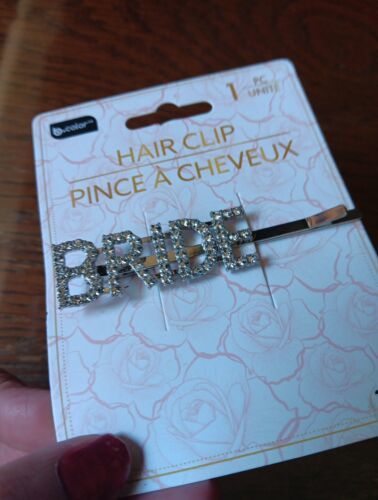 b.color
1 PC
UNITÉ
HAIR CLIP
PINCE À CHEVEUX
BRIDE